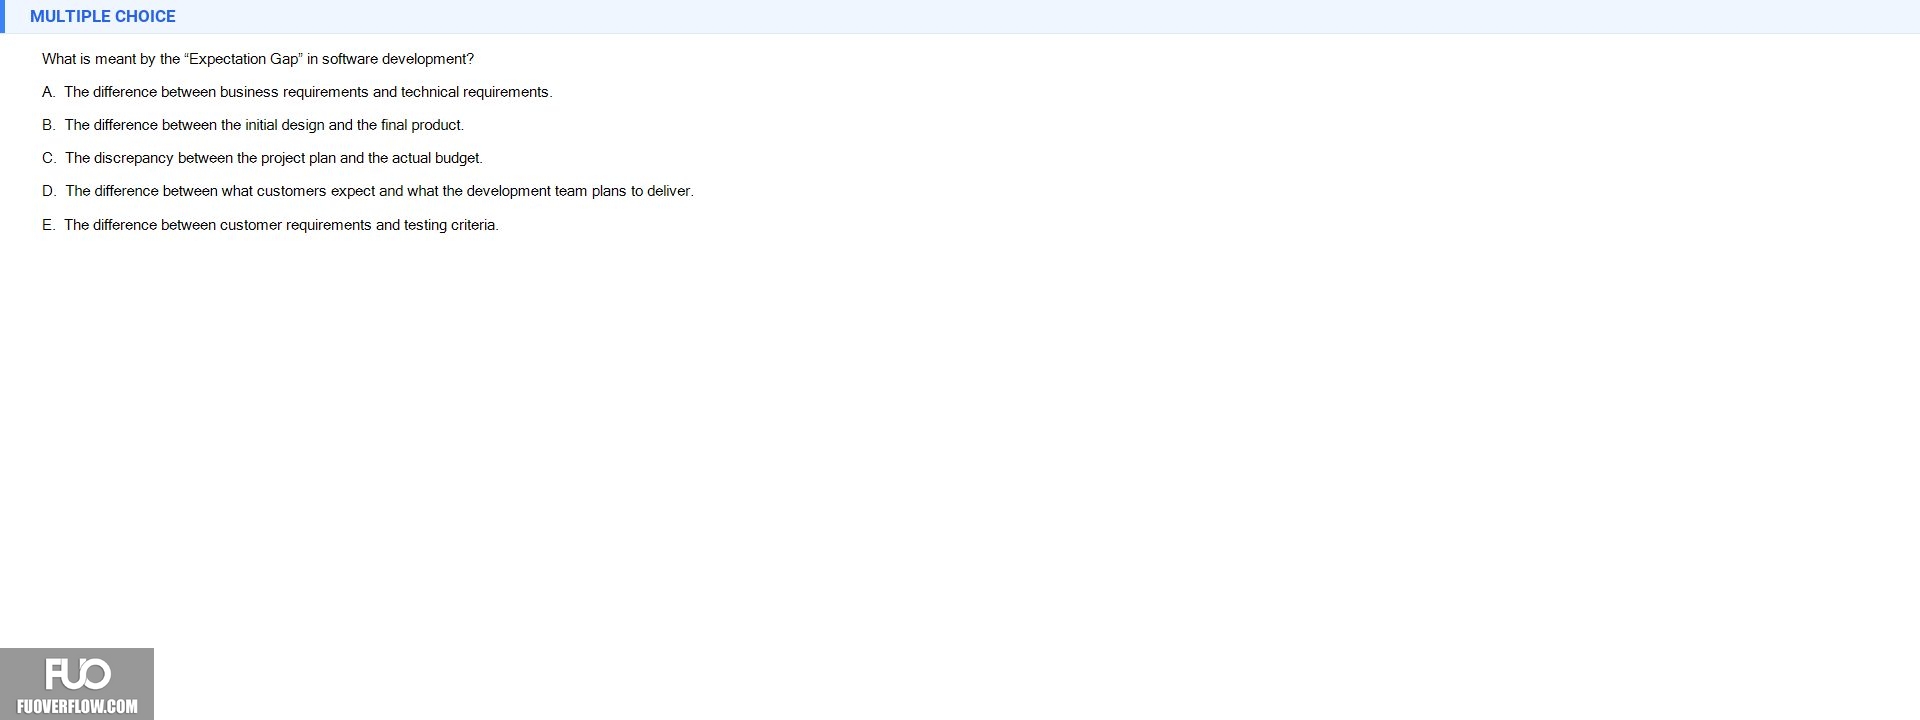 MULTIPLE CHOICE
What is meant by the “Expectation Gap” in software development?
A. The difference between business requirements and technical requirements.
B. The difference between the initial design and the final product.
C. The discrepancy between the project plan and the actual budget.
D. The difference between what customers expect and what the development team plans to deliver.
E. The difference between customer requirements and testing criteria.
FUO
FUOVERFLOW.COM